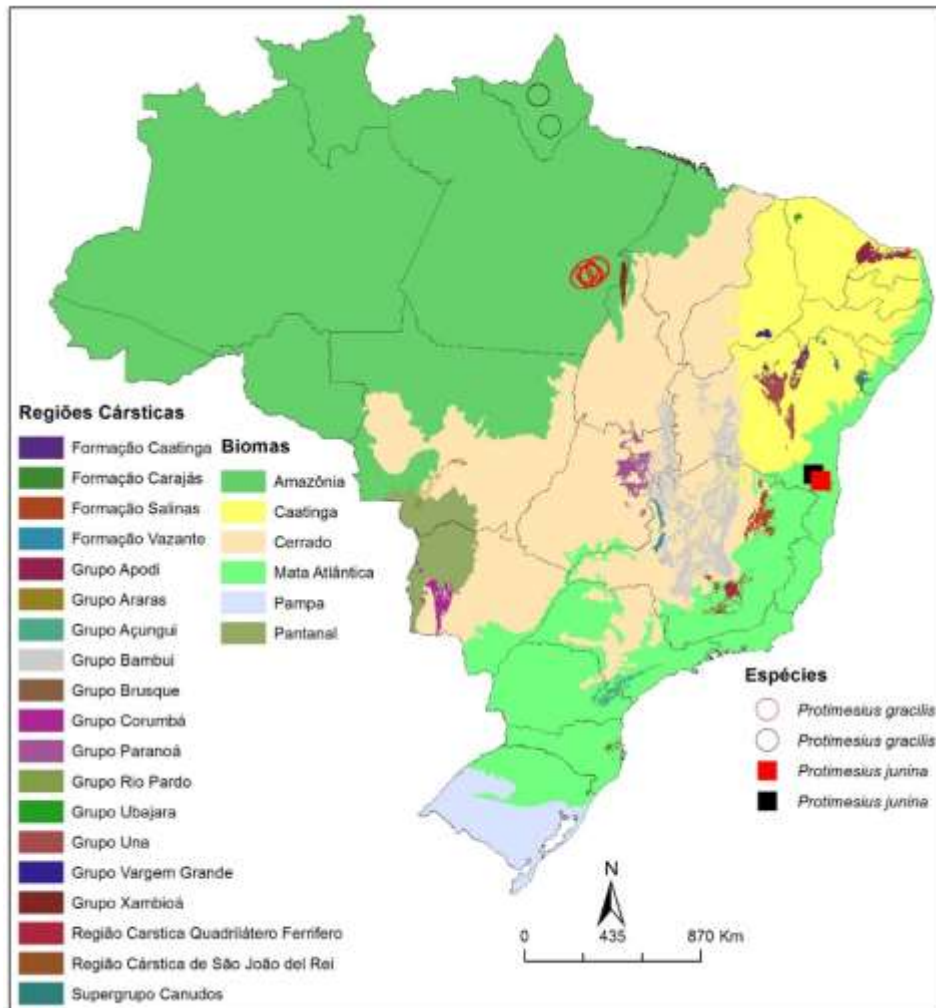 Regiões Cársticas
Formação Caatinga
Formação Carajás
Formação Salinas
Formação Vazante
Grupo Apodi
Grupo Araras
Grupo Açungui
Grupo Bambuí
Grupo Brusque
Grupo Corumbá
Grupo Paranoá
Grupo Rio Pardo
Grupo Ubajara
Grupo Una
Grupo Vargem Grande
Grupo Xambioá
Região Carstica Quadrilátero Ferrifero
Região Cárstica de São João del Rei
Supergrupo Canudos
Biomas
Amazônia
Caatinga
Cerrado
Mata Atlântica
Pampa
Pantanal
Espécies
Protimesius gracilis
Protimesius gracilis
Protimesius junina
Protimesius junina
N
0 435 870 Km